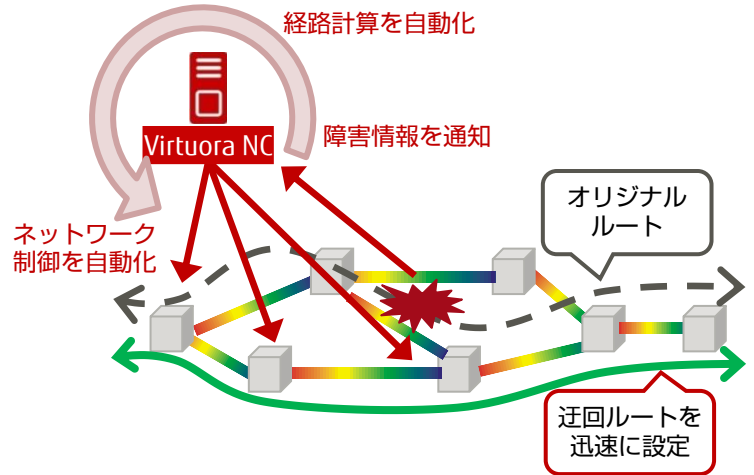 経路計算を自動化
Virtuora NC
障害情報を通知
ネットワーク
制御を自動化
オリジナル
ルート
迂回ルートを
迅速に設定